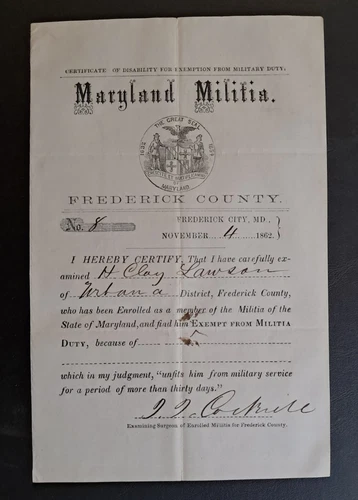 CERTIFICATE OF DISABILITY FOR EXEMPTION FROM MILITARY DUTY.
Maryland Militia.
THE GREAT SEAL
1632
MARYLAND
FREDERICK COUNTY.
No. 8
FREDERICK CITY, MD.,
NOVEMBER 4 1862.
I HEREBY CERTIFY, That I have carefully ex-
amined H Clay Lawson
of Urbana District, Frederick County,
who has been Enrolled as a member of the Militia of the
State of Maryland, and find him EXEMPT FROM MILITIA
DUTY, because of
which in my judgment, "unfits him from military service
for a period of more than thirty days."
Examining Surgeon of Enrolled Militia for Frederick County.